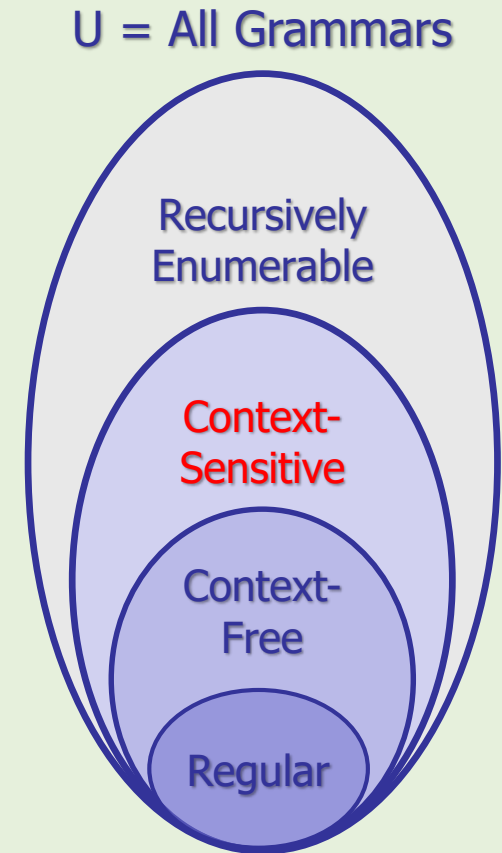 U = All Grammars
Recursively
Enumerable
Context-
Sensitive
Context-
Free
Regular